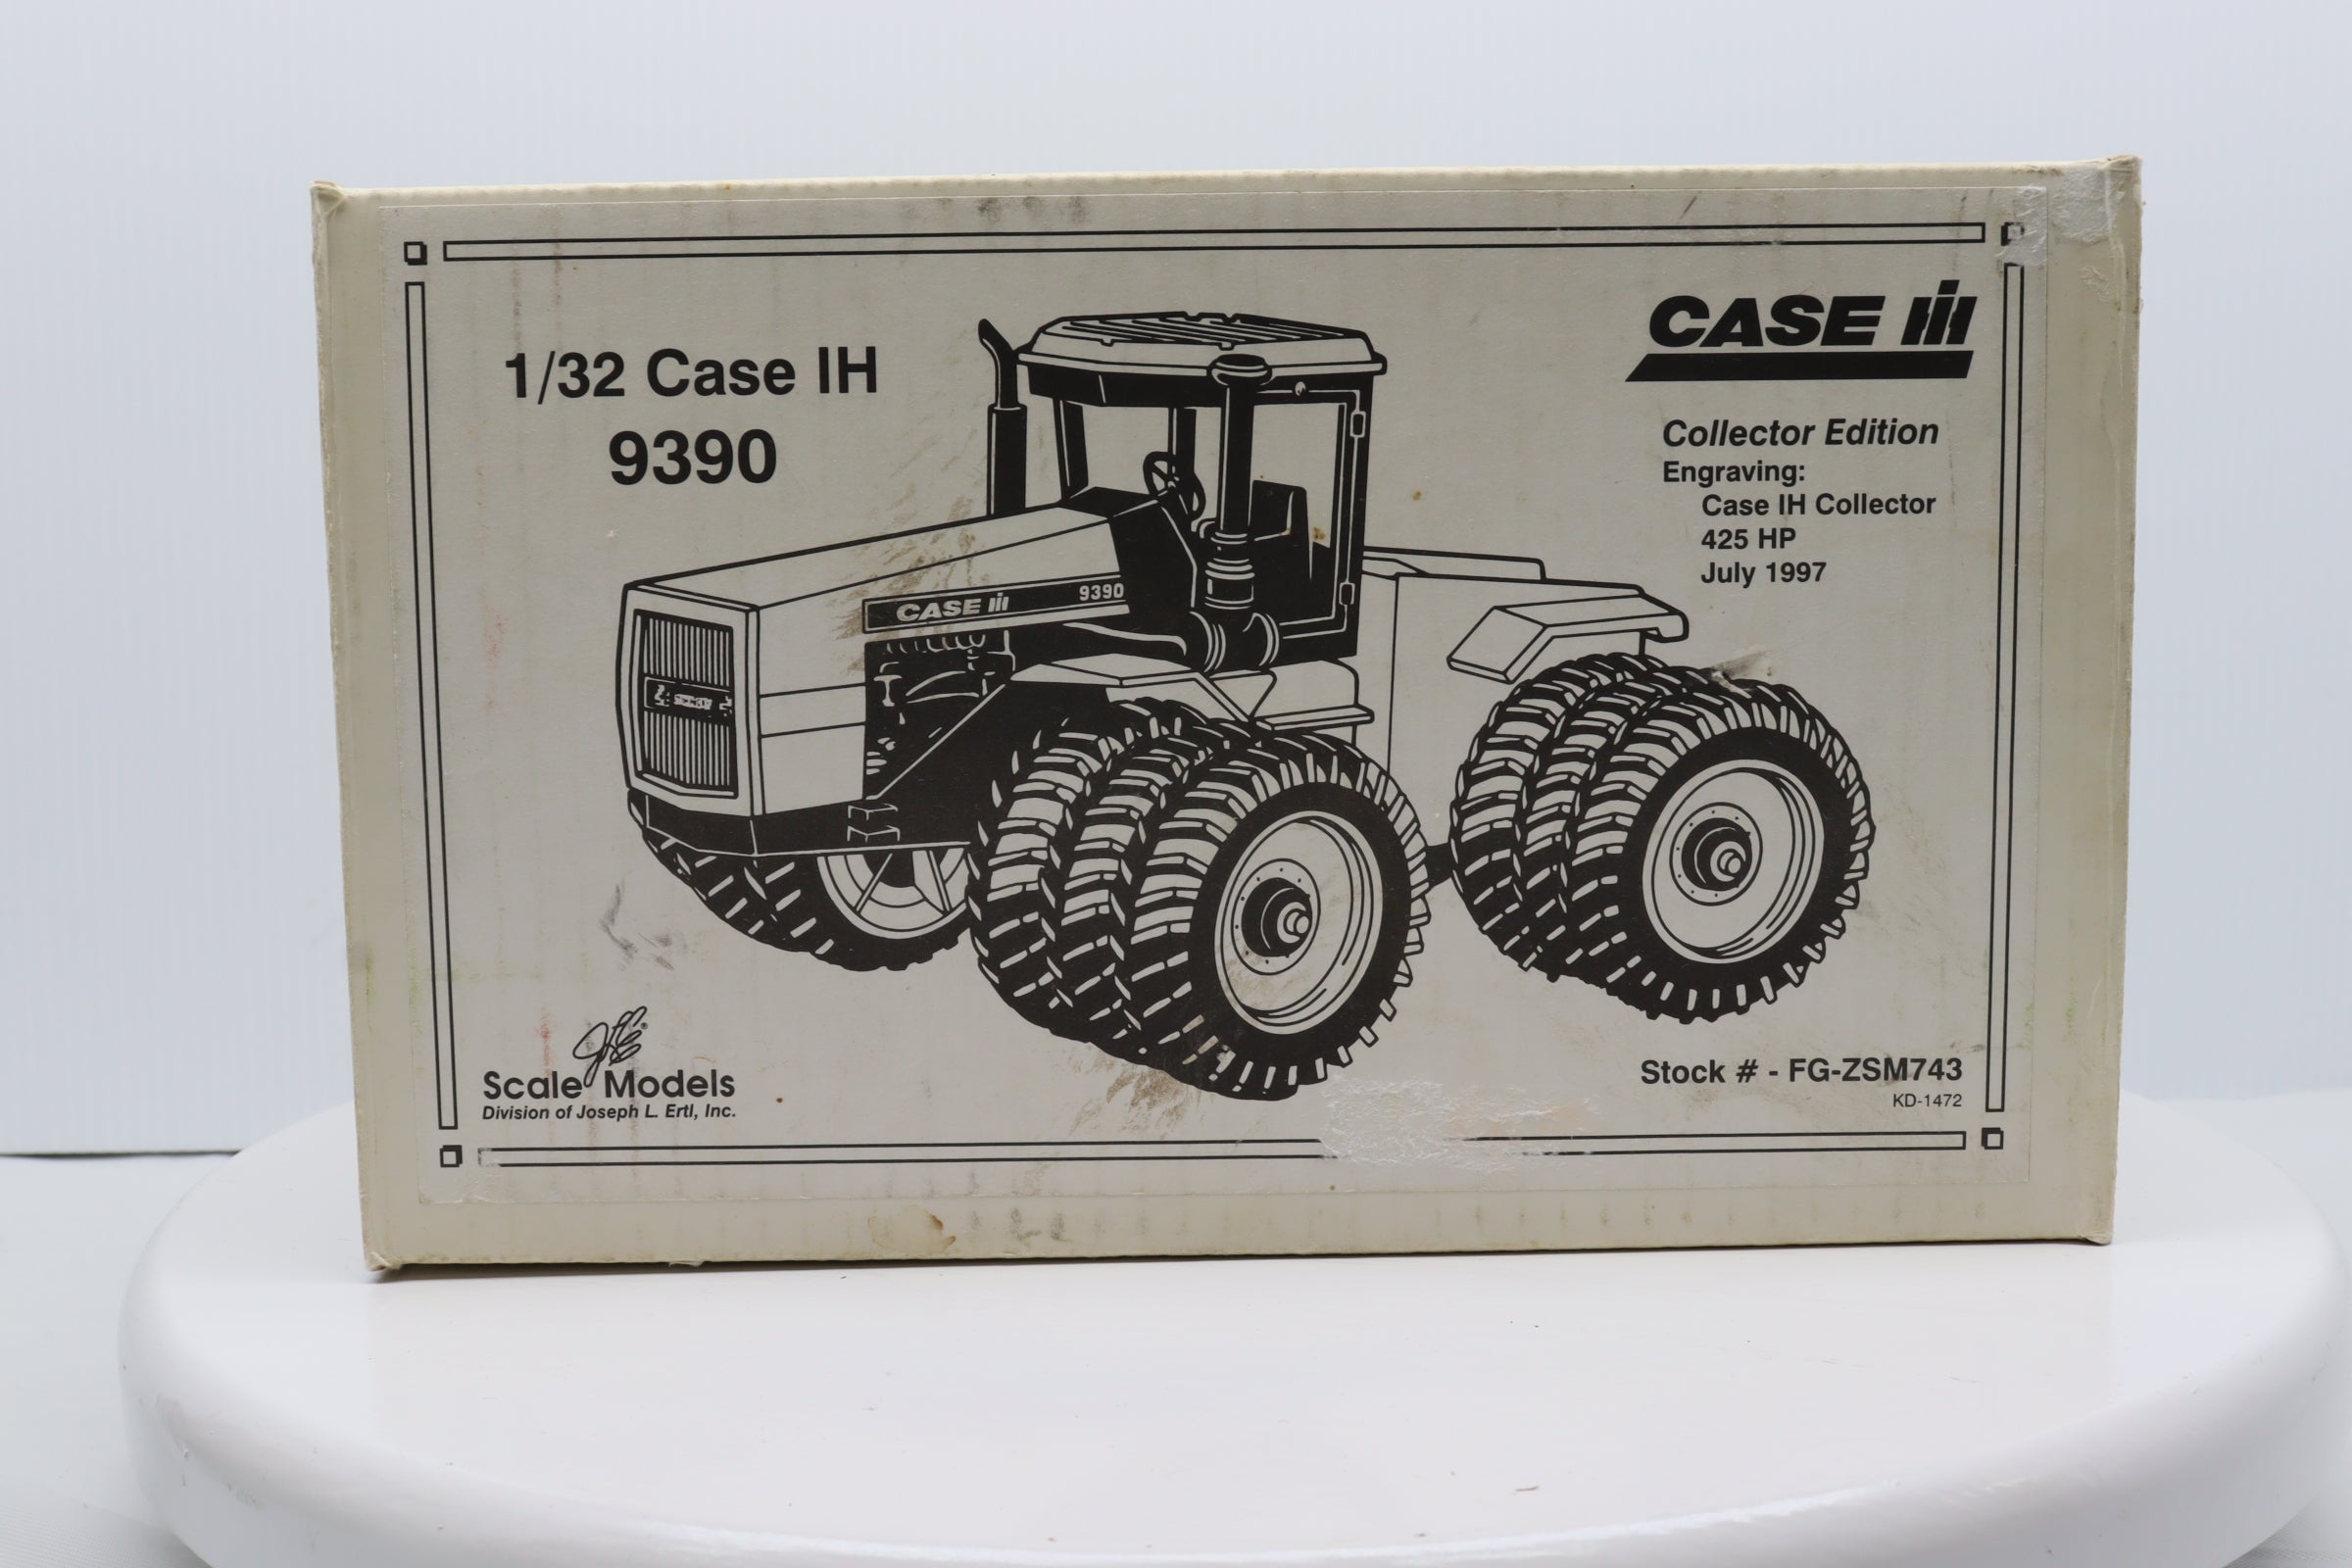 1/32 Case IH
9390
CASE IH
Collector Edition
Engraving:
Case IH Collector
425 HP
July 1997
CASE IH 9390
JLE®
Scale Models
Division of Joseph L. Ertl, Inc.
Stock # - FG-ZSM743
KD-1472